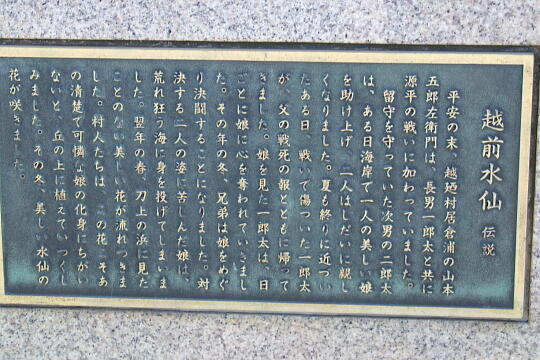 越前水仙 伝説
平安の末、越廼村居倉浦の山本
五郎左衛門は、長男一郎太と共に
源平の戦いに加わっていました。
留守を守っていた次男の二郎太
は、ある日海岸で一人の美しい娘
を助け上げ、二人はしだいに親し
くなりました。夏も終りに近づい
たある日、戦いで傷ついた一郎太
が、父の戦死の報とともに帰って
きました。娘を見た一郎太は、日
ごとに娘に心を奪われていきまし
た。その年の冬、兄弟は娘をめぐ
り決闘することになりました。対
決する二人の姿に苦しんだ娘は、
荒れ狂う海に身を投げてしまいま
した。翌年の春、刀上の浜に見た
ことのない美しい花が流れつきま
した。村人たちは、この花こそあ
の清楚で可憐な娘の化身にちがい
ないと、丘の上に植えていつくし
みました。その冬、美しい水仙の
花が咲きました。